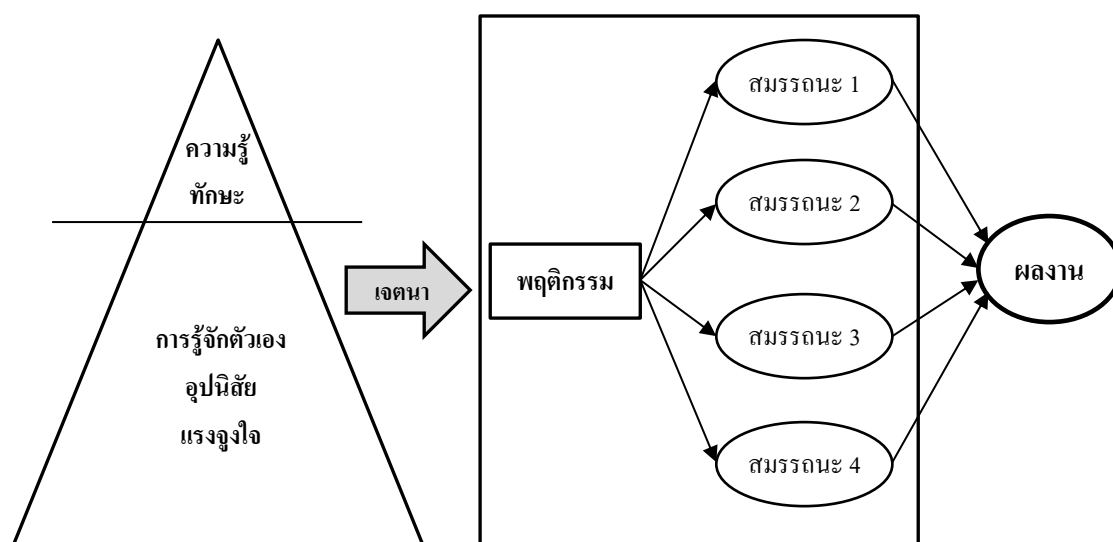 ความรู้
ทักษะ
การรู้จักตัวเอง
อุปนิสัย
แรงจูงใจ
เจตนา
พฤติกรรม
สมรรถนะ 1
สมรรถนะ 2
สมรรถนะ 3
สมรรถนะ 4
ผลงาน